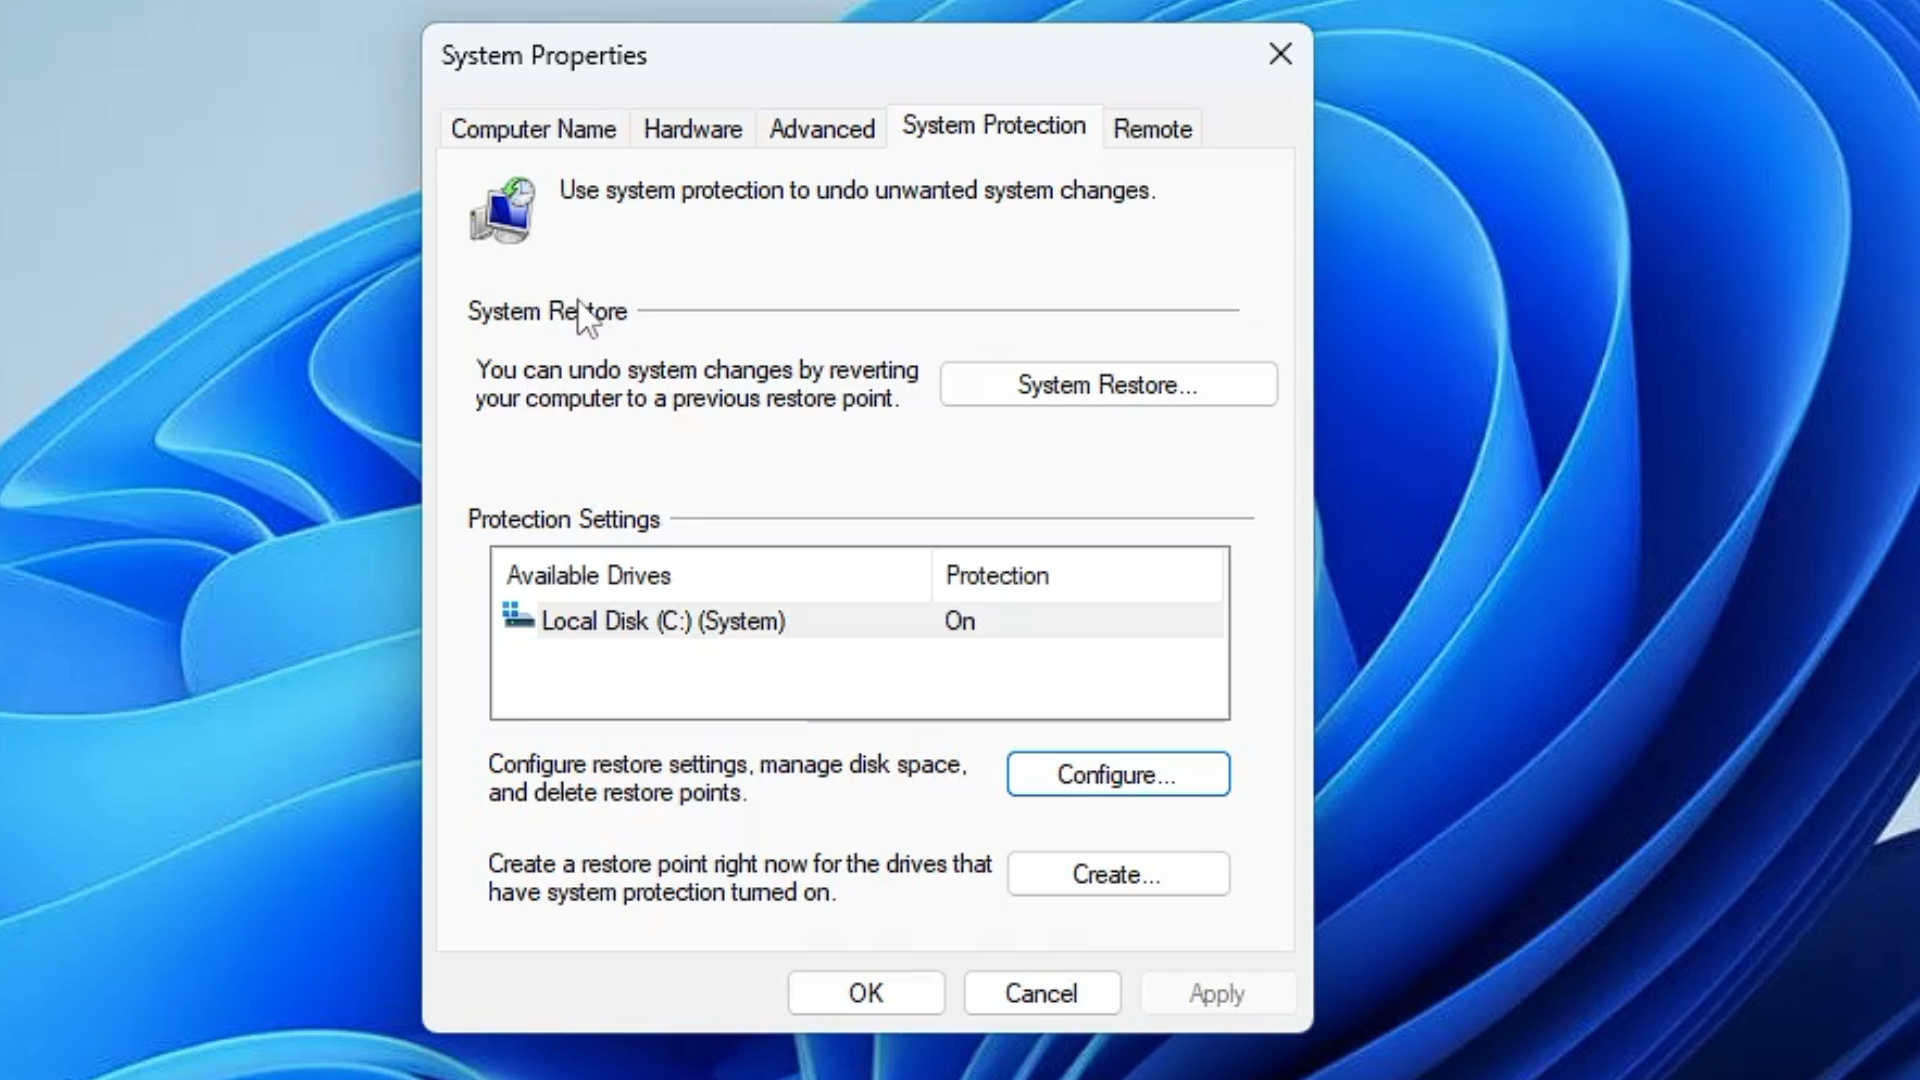 System Properties
Computer Name
Hardware
Advanced
System Protection
Remote
Use system protection to undo unwanted system changes.
System Restore
You can undo system changes by reverting
your computer to a previous restore point.
System Restore...
Protection Settings
Available Drives
Protection
Local Disk (C:) (System)
On
Configure restore settings, manage disk space,
and delete restore points.
Configure...
Create a restore point right now for the drives that
have system protection turned on.
Create...
OK
Cancel
Apply